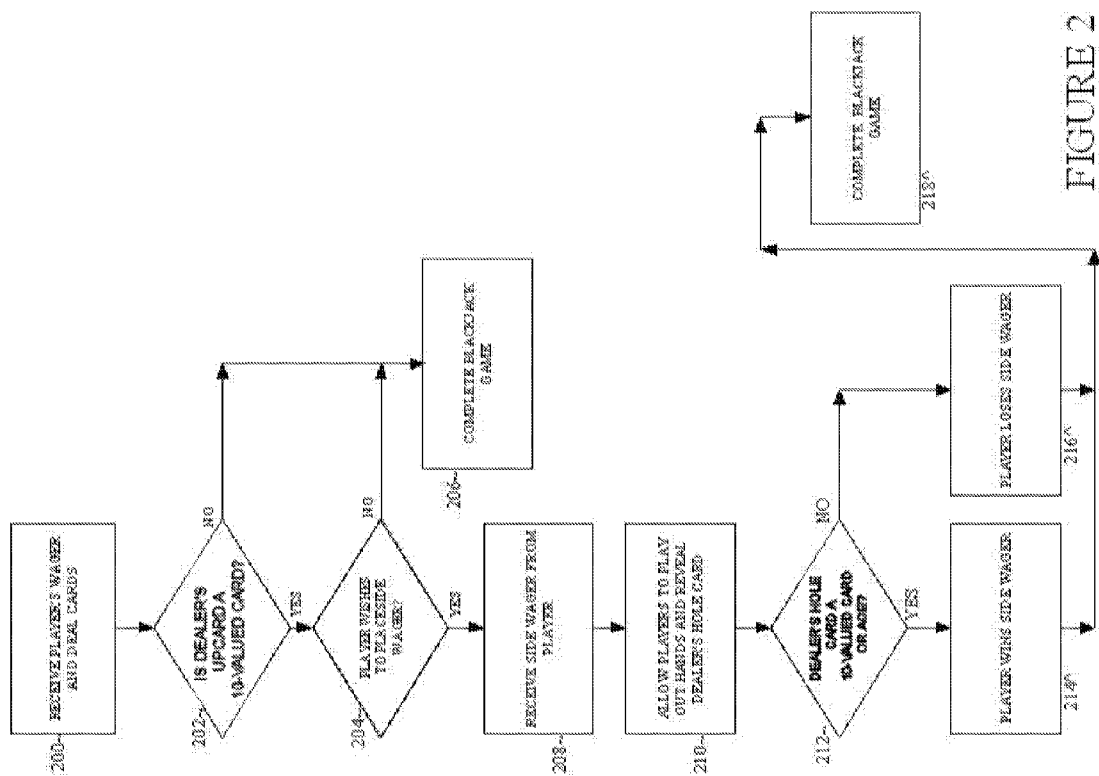 RECEIVE PLAYER'S WAGER
AND DEAL CARDS
200~
IS DEALER'S
UPCARD A
10-VALUED CARD?
202~
NO
YES
PLAYER WISHES
TO PLACE SIDE
WAGER?
204~
NO
YES
COMPLETE BLACKJACK
GAME
206~
RECEIVE SIDE WAGER FROM
PLAYER
208~
ALLOW PLAYERS TO PLAY
OUT HANDS AND REVEAL
DEALER'S HOLE CARD
210~
DEALER'S HOLE
CARD A
10-VALUED CARD
OR ACE?
212~
NO
YES
PLAYER WINS SIDE WAGER
214^
PLAYER LOSES SIDE WAGER
216^
COMPLETE BLACKJACK
GAME
218^
FIGURE 2